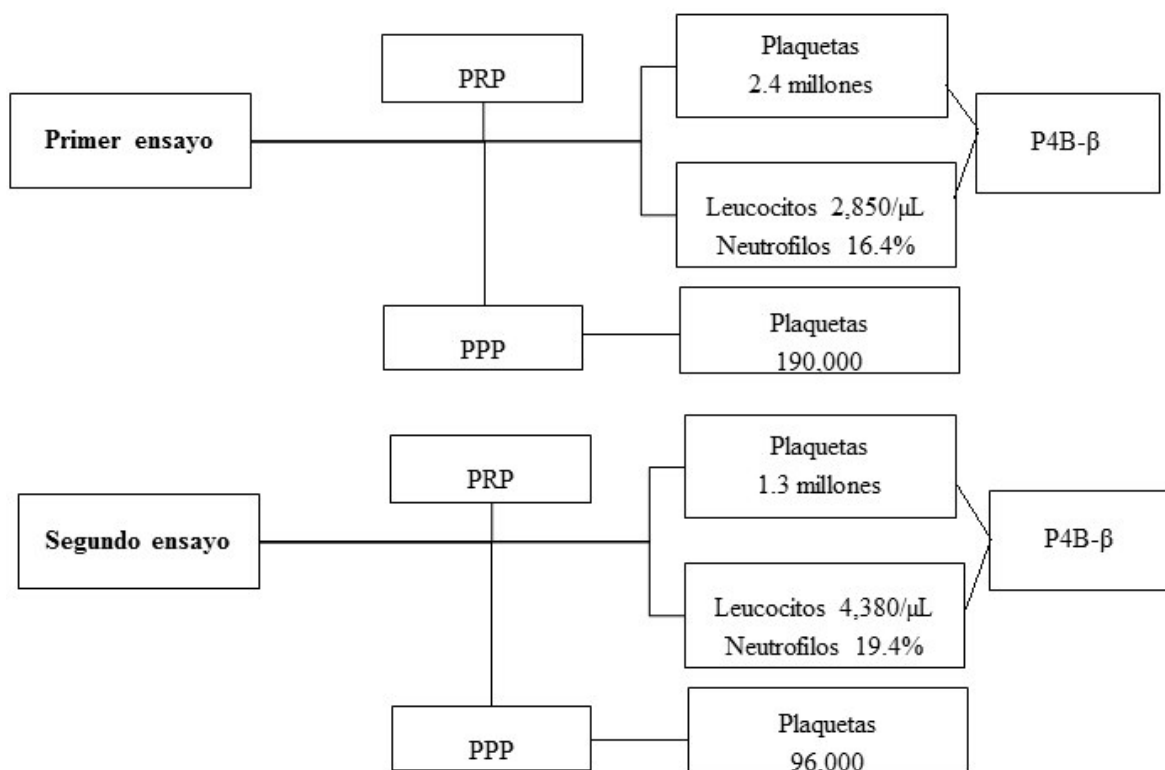 Primer ensayo
PRP
Plaquetas
2.4 millones
Leucocitos 2,850/μL
Neutrofilos 16.4%
P4B-β
PPP
Plaquetas
190,000
Segundo ensayo
PRP
Plaquetas
1.3 millones
Leucocitos 4,380/μL
Neutrofilos 19.4%
P4B-β
PPP
Plaquetas
96,000